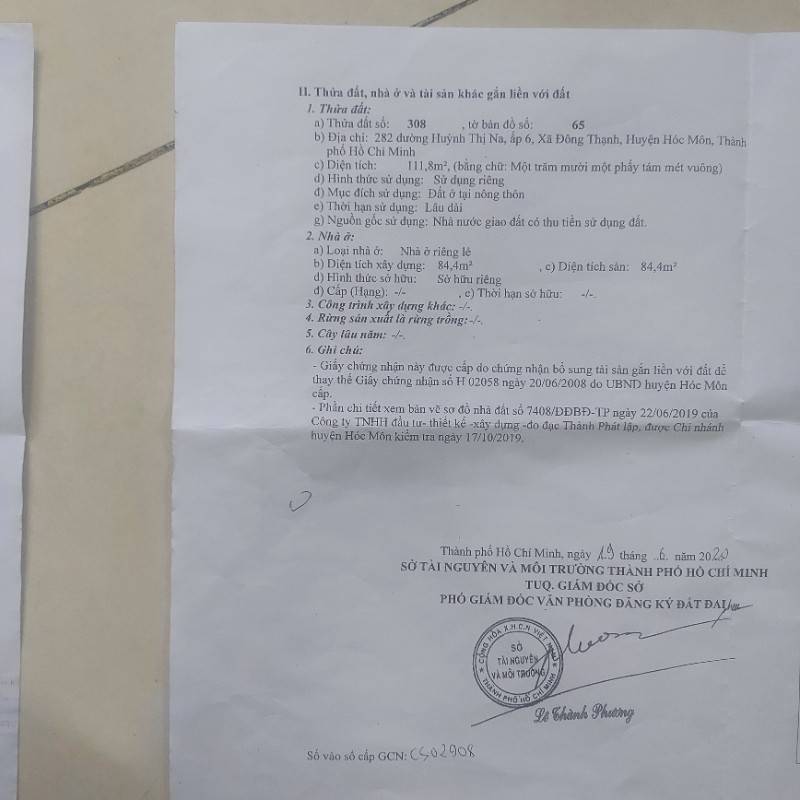 II. Thửa đất, nhà ở và tài sản khác gắn liền với đất
1. Thửa đất:
a) Thửa đất số: 308 , tờ bản đồ số: 65
b) Địa chỉ: 282 đường Huỳnh Thị Na, ấp 6, Xã Đông Thạnh, Huyện Hóc Môn, Thành
phố Hồ Chí Minh
c) Diện tích: 111,8m², (bằng chữ: Một trăm mười một phẩy tám mét vuông)
d) Hình thức sử dụng: Sử dụng riêng
đ) Mục đích sử dụng: Đất ở tại nông thôn
e) Thời hạn sử dụng: Lâu dài
g) Nguồn gốc sử dụng: Nhà nước giao đất có thu tiền sử dụng đất.
2. Nhà ở:
a) Loại nhà ở: Nhà ở riêng lẻ
b) Diện tích xây dựng: 84,4m² , c) Diện tích sàn: 84,4m²
d) Hình thức sở hữu: Sở hữu riêng
đ) Cấp (Hạng): -/- , e) Thời hạn sở hữu: -/-.
3. Công trình xây dựng khác: -/-.
4. Rừng sản xuất là rừng trồng: -/-.
5. Cây lâu năm: -/-.
6. Ghi chú:
- Giấy chứng nhận này được cấp do chứng nhận bổ sung tài sản gắn liền với đất để
thay thế Giấy chứng nhận số H 02058 ngày 20/06/2008 do UBND huyện Hóc Môn
cấp.
- Phần chi tiết xem bản vẽ sơ đồ nhà đất số 7408/ĐĐBĐ-TP ngày 22/06/2019 của
Công ty TNHH đầu tư- thiết kế -xây dựng -đo đạc Thành Phát lập, được Chi nhánh
huyện Hóc Môn kiểm tra ngày 17/10/2019.
Thành phố Hồ Chí Minh, ngày 19 tháng ..6. năm 2020
SỞ TÀI NGUYÊN VÀ MÔI TRƯỜNG THÀNH PHỐ HỒ CHÍ MINH
TUQ. GIÁM ĐỐC SỞ
PHÓ GIÁM ĐỐC VĂN PHÒNG ĐĂNG KÝ ĐẤT ĐAI
CỘNG HÒA X.H.C.N VIỆT NAM
SỞ
TÀI NGUYÊN
VÀ MÔI TRƯỜNG
THÀNH PHỐ HỒ CHÍ MINH
Lê Thành Phương
Số vào sổ cấp GCN: CS02908